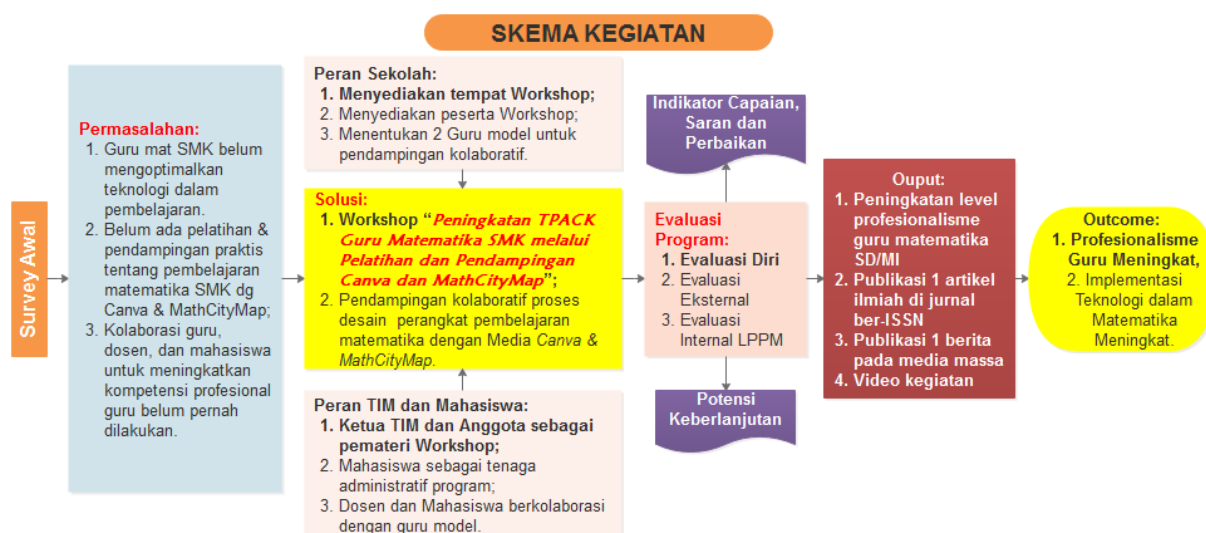 SKEMA KEGIATAN
Survey Awal
Permasalahan:
1. Guru mat SMK belum
mengoptimalkan
teknologi dalam
pembelajaran.
2. Belum ada pelatihan &
pendampingan praktis
tentang pembelajaran
matematika SMK dg
Canva & MathCityMap;
3. Kolaborasi guru,
dosen, dan mahasiswa
untuk meningkatkan
kompetensi profesional
guru belum pernah
dilakukan.
Peran Sekolah:
1. Menyediakan tempat Workshop;
2. Menyediakan peserta Workshop;
3. Menentukan 2 Guru model untuk
pendampingan kolaboratif.
Solusi:
1. Workshop “Peningkatan TPACK
Guru Matematika SMK melalui
Pelatihan dan Pendampingan
Canva dan MathCityMap”;
2. Pendampingan kolaboratif proses
desain perangkat pembelajaran
matematika dengan Media Canva &
MathCityMap.
Peran TIM dan Mahasiswa:
1. Ketua TIM dan Anggota sebagai
pemateri Workshop;
2. Mahasiswa sebagai tenaga
administratif program;
3. Dosen dan Mahasiswa berkolaborasi
dengan guru model.
Indikator Capaian,
Saran dan
Perbaikan
Evaluasi
Program:
1. Evaluasi Diri
2. Evaluasi
Eksternal
3. Evaluasi
Internal LPPM
Potensi
Keberlanjutan
Ouput:
1. Peningkatan level
profesionalisme
guru matematika
SD/MI
2. Publikasi 1 artikel
ilmiah di jurnal
ber-ISSN
3. Publikasi 1 berita
pada media massa
4. Video kegiatan
Outcome:
1. Profesionalisme
Guru Meningkat,
2. Implementasi
Teknologi dalam
Matematika
Meningkat.